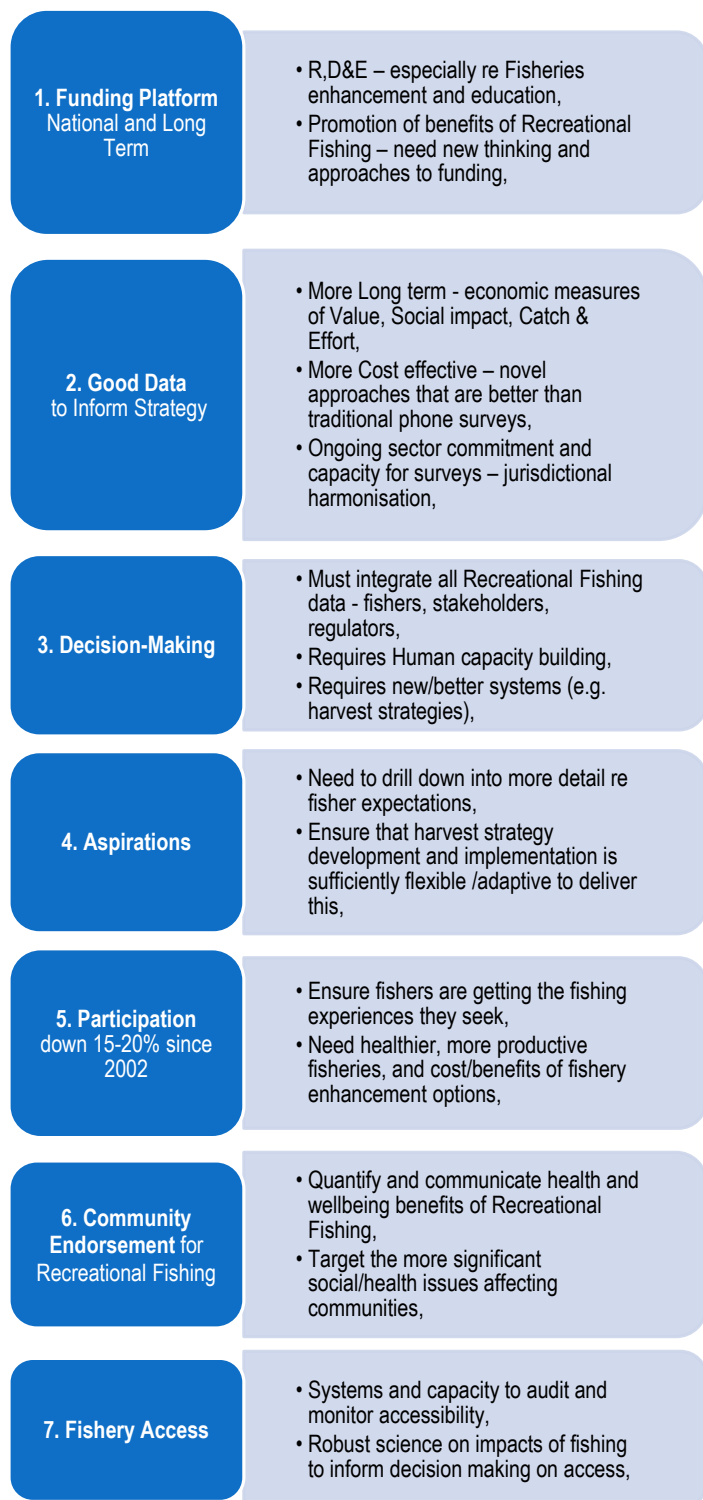 1. Funding Platform
National and Long
Term
• R,D&E – especially re Fisheries
enhancement and education,
• Promotion of benefits of Recreational
Fishing – need new thinking and
approaches to funding,
2. Good Data
to Inform Strategy
• More Long term - economic measures
of Value, Social impact, Catch &
Effort,
• More Cost effective – novel
approaches that are better than
traditional phone surveys,
• Ongoing sector commitment and
capacity for surveys – jurisdictional
harmonisation,
3. Decision-Making
• Must integrate all Recreational Fishing
data - fishers, stakeholders,
regulators,
• Requires Human capacity building,
• Requires new/better systems (e.g.
harvest strategies),
4. Aspirations
• Need to drill down into more detail re
fisher expectations,
• Ensure that harvest strategy
development and implementation is
sufficiently flexible /adaptive to deliver
this,
5. Participation
down 15-20% since
2002
• Ensure fishers are getting the fishing
experiences they seek,
• Need healthier, more productive
fisheries, and cost/benefits of fishery
enhancement options,
6. Community
Endorsement for
Recreational Fishing
• Quantify and communicate health and
wellbeing benefits of Recreational
Fishing,
• Target the more significant
social/health issues affecting
communities,
7. Fishery Access
• Systems and capacity to audit and
monitor accessibility,
• Robust science on impacts of fishing
to inform decision making on access,